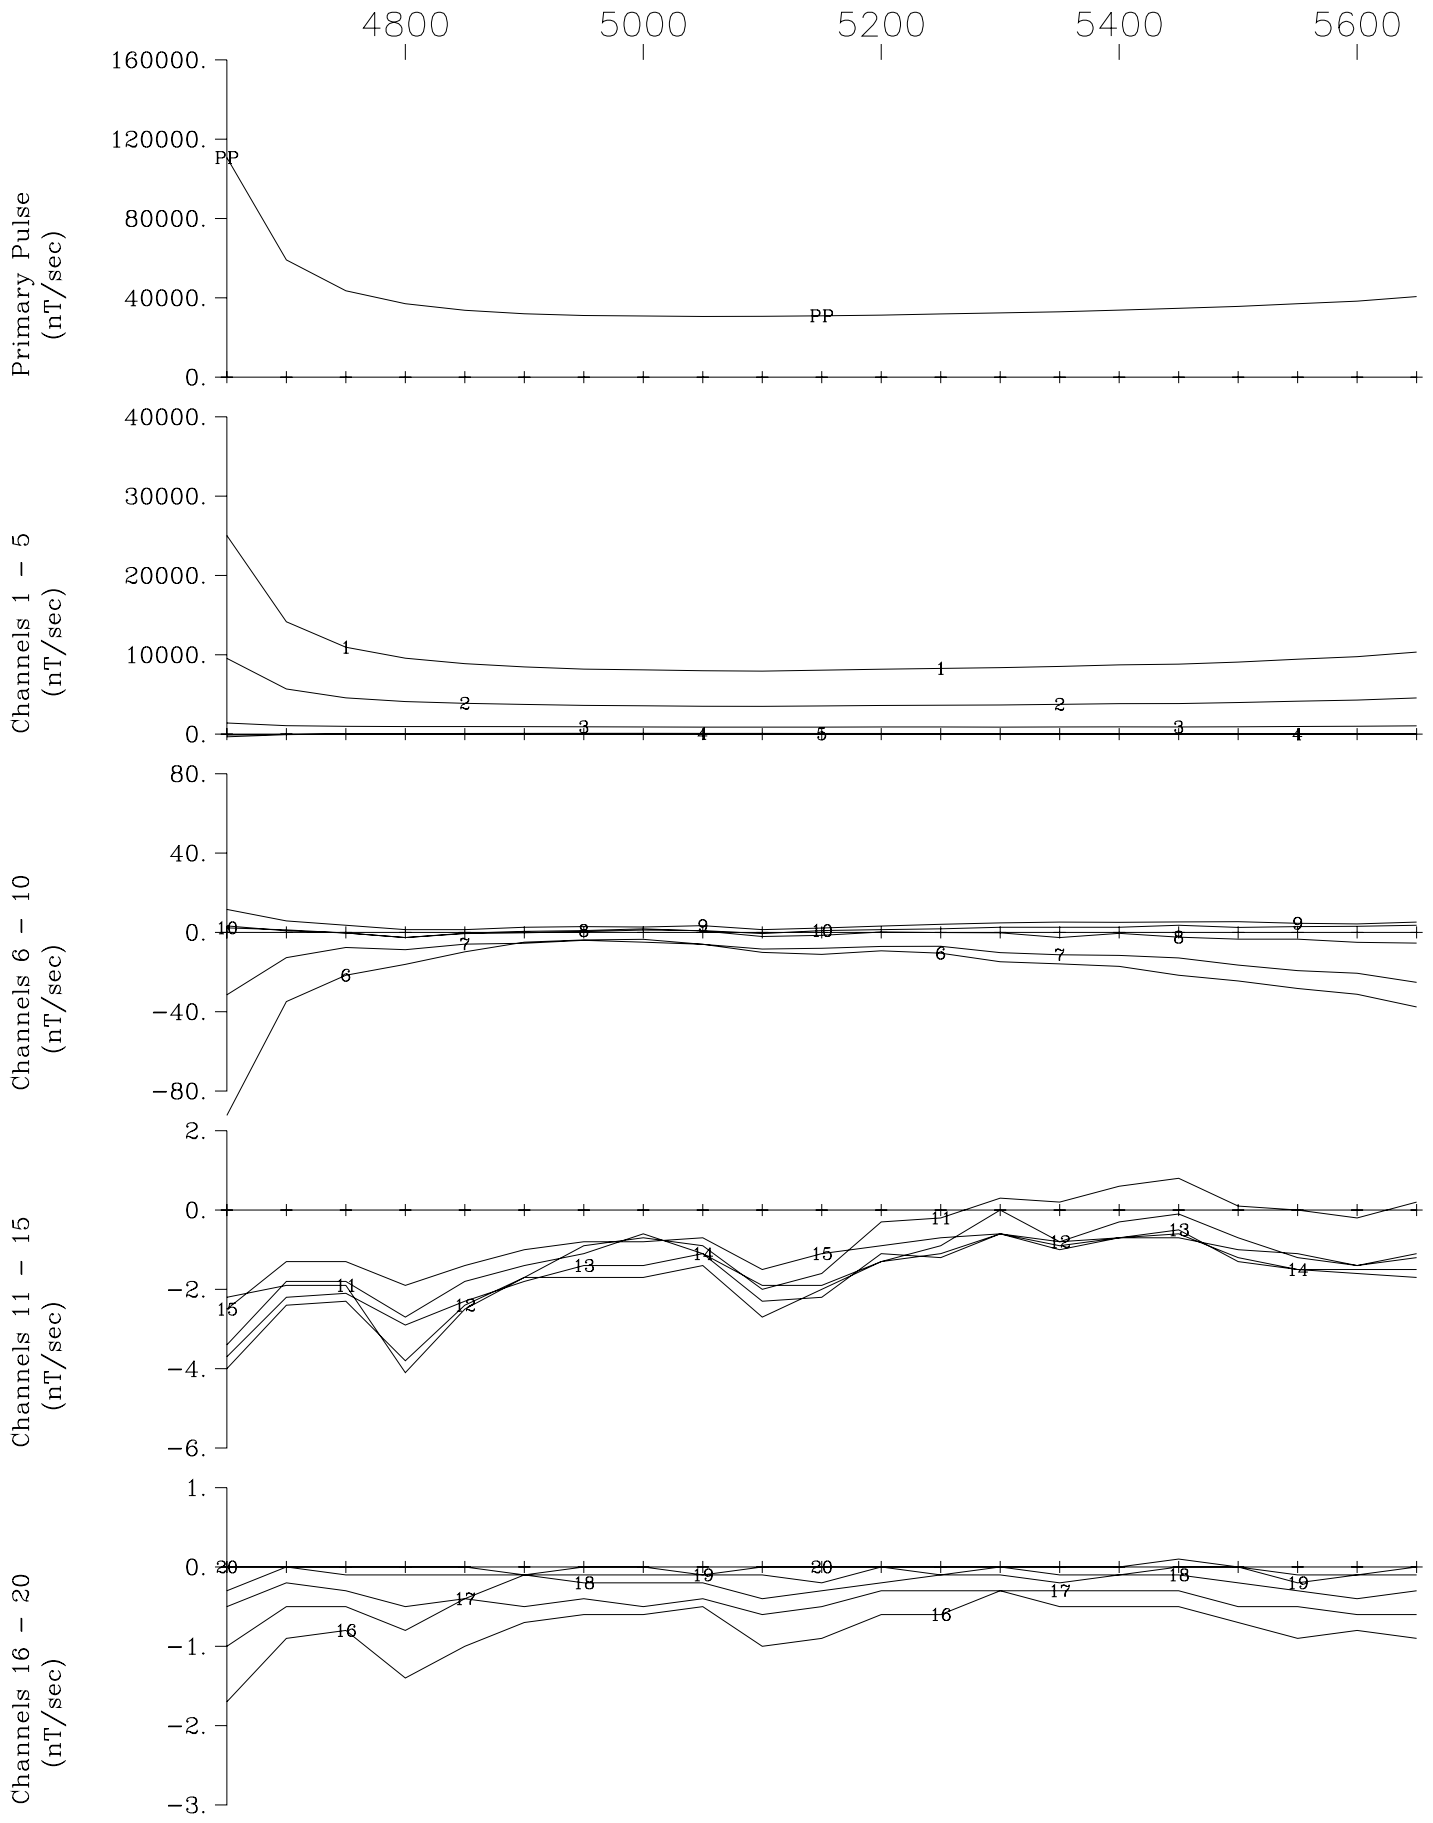 4800 5000 5200 5400 5600
160000.
120000.
PP
80000.
40000.
PP
0.
Primary Pulse
(nT/sec)
40000.
30000.
20000.
10000.
1 1
2 2
3 3
0.
4 5 4
Channels 1 - 5
(nT/sec)
80.
40.
10 8 9 10 9
0.
7 8
6 6 7
-40.
-80.
Channels 6 - 10
(nT/sec)
2.
0.
11
12 13
15 11 12 13 14 15 14
-2.
-4.
-6.
Channels 11 - 15
(nT/sec)
1.
0.
20 20
19 18
18 19
17 17
16 16
-1.
-2.
-3.
Channels 16 - 20
(nT/sec)